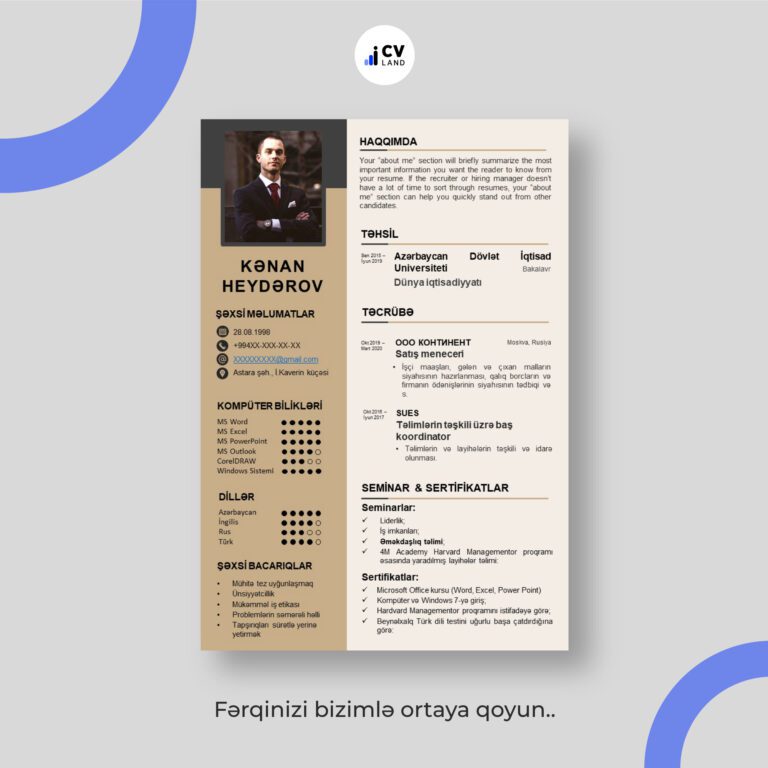 CV
LAND
KƏNAN
HEYDƏROV
ŞƏXSİ MƏLUMATLAR
28.08.1998
+994XX-XXX-XX-XX
XXXXXXXXX@gmail.com
Astara şəh., İ.Kaverin küçəsi
KOMPÜTER BİLİKLƏRİ
MS Word
MS Excel
MS PowerPoint
MS Outlook
CorelDRAW
Windows Sistemi
DİLLƏR
Azərbaycan
İngilis
Rus
Türk
ŞƏXSİ BACARIQLAR
• Mühitə tez uyğunlaşmaq
• Ünsiyyətcillik
• Mükəmməl iş etikası
• Problemlərin səmərəli həlli
• Tapşırıqları sürətlə yerinə
yetirmək
HAQQIMDA
Your "about me" section will briefly summarize the most
important information you want the reader to know from
your resume. If the recruiter or hiring manager doesn't
have a lot of time to sort through resumes, your "about
me" section can help you quickly stand out from other
candidates.
TƏHSİL
Sen 2015 –
İyun 2019
Azərbaycan Dövlət İqtisad
Universiteti Bakalavr
Dünya iqtisadiyyatı
TƏCRÜBƏ
Okt 2019 –
Mart 2020
ООО КОНТИНЕНТ Moskva, Rusiya
Satış meneceri
• İşçi maaşları, gələn və çıxan malların
siyahısının hazırlanması, qalıq borcların və
firmanın ödənişlərinin siyahısının tədbiqi və
s.
Okt 2016 –
İyun 2017
SUES
Təlimlərin təşkili üzrə baş
koordinator
• Təlimlərin və layihələrin təşkili və idarə
olunması.
SEMİNAR & SERTİFİKATLAR
Seminarlar:
✓ Liderlik;
✓ İş imkanları;
✓ Əməkdaşlıq təlimi;
✓ 4M Academy Harvard Managementor proqramı
əsasında yaradılmış layihələr təlimi:
Sertifikatlar:
✓ Microsoft Office kursu (Word, Excel, Power Point)
✓ Kompüter və Windows 7-yə giriş;
✓ Hardvard Managementor proqramını istifadəyə görə;
✓ Beynəlxalq Türk dili testini uğurlu başa çatdırdığına
görə:
Fərqinizi bizimlə ortaya qoyun..